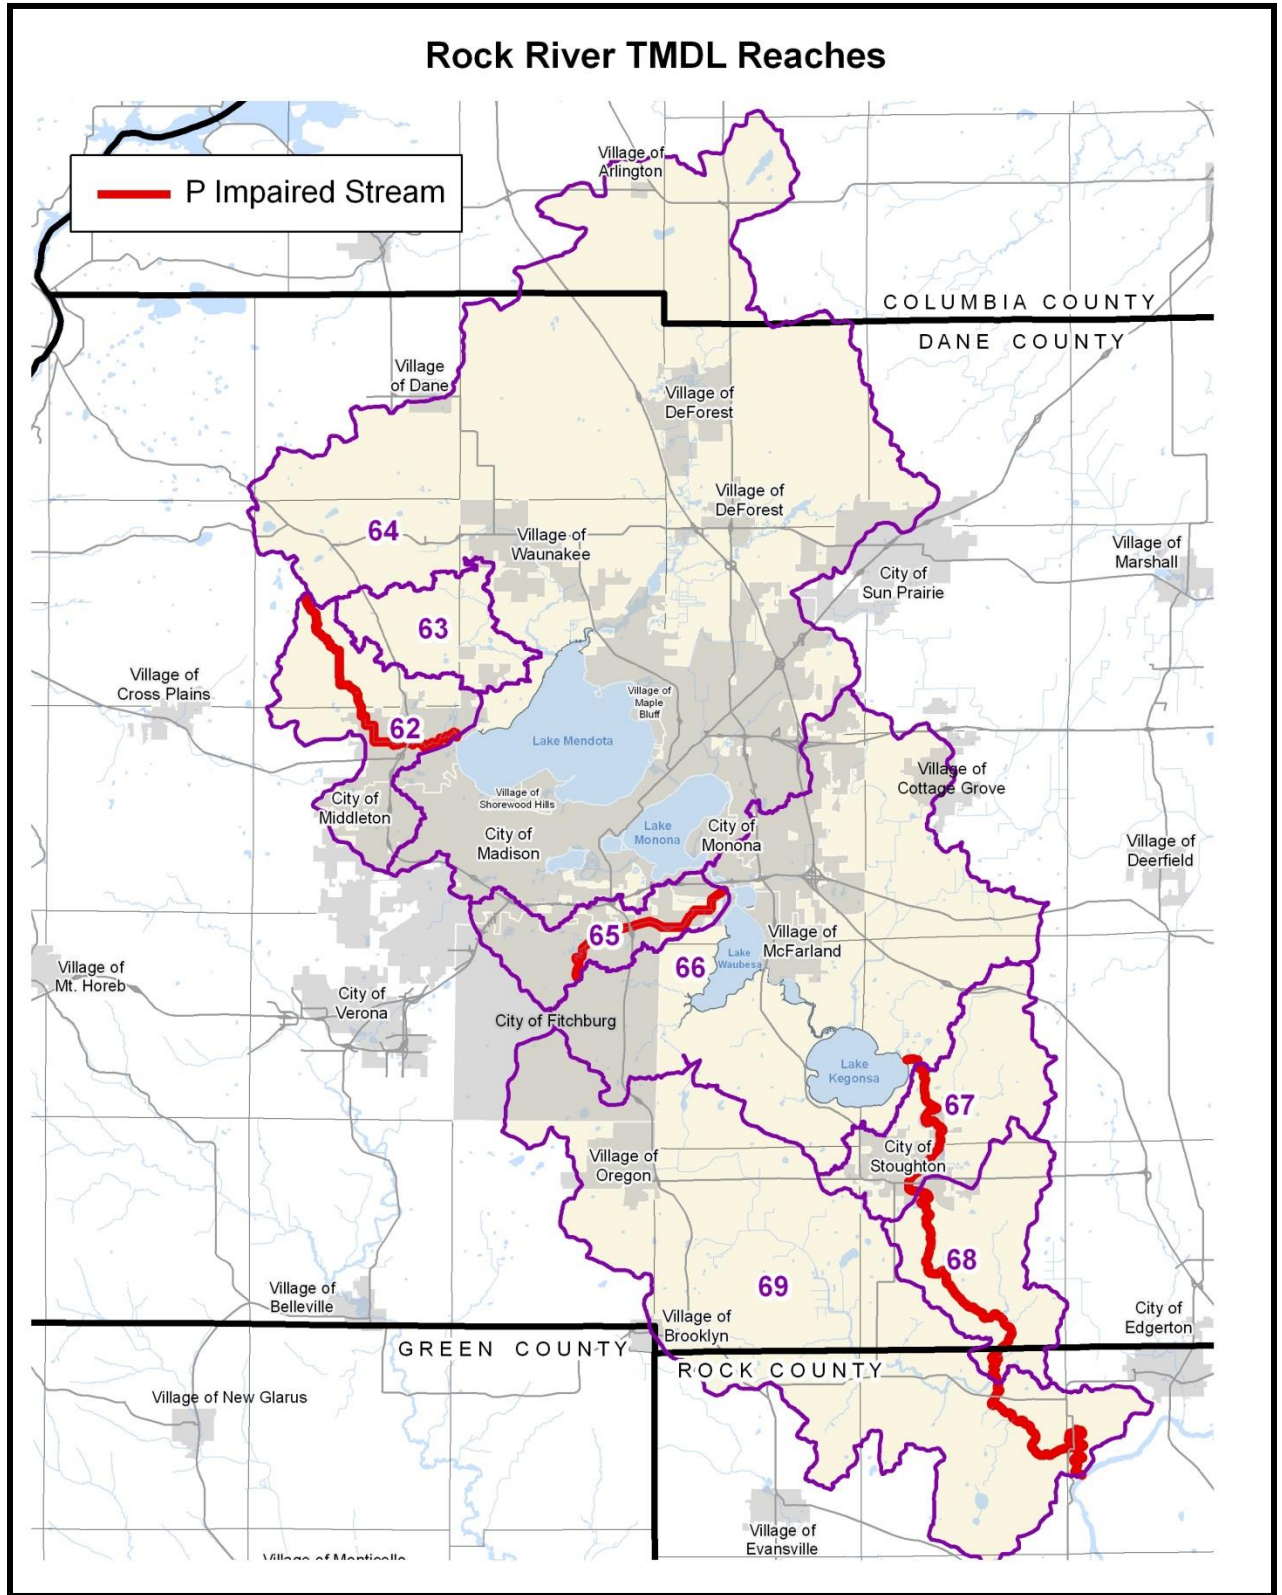 Rock River TMDL Reaches
Village of
Arlington
P Impaired Stream
COLUMBIA COUNTY
DANE COUNTY
Village
of Dane
Village of
DeForest
Village of
DeForest
64
Village of
Waunakee
Village of
Marshall
City of
Sun Prairie
63
Village of
Cross Plains
Village of
Maple
Bluff
62
Lake Mendota
Village of
Cottage Grove
Village of
Shorewood Hills
City of
Middleton
City of
Madison
Lake
Monona
City of
Monona
Village of
Deerfield
65
Village of
McFarland
66
Lake
Waubesa
Village of
Mt. Horeb
City of
Verona
City of Fitchburg
Lake
Kegonsa
67
City of
Stoughton
Village of
Oregon
68
69
Village of
Belleville
Village of
Brooklyn
City of
Edgerton
GREEN COUNTY
ROCK COUNTY
Village of New Glarus
Village of
Evansville
Village of Monticello